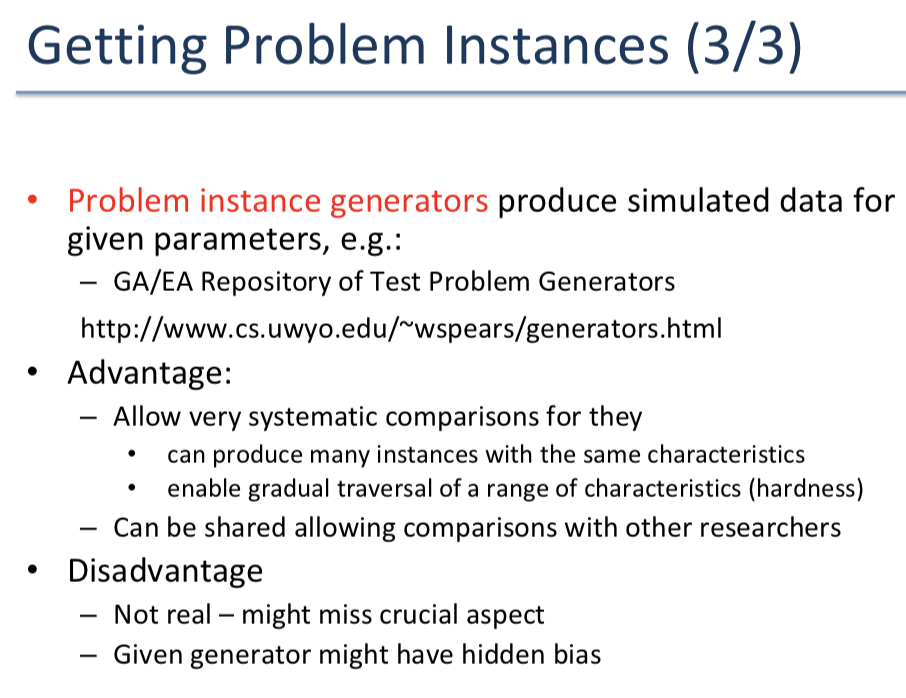 Getting Problem Instances (3/3)
• Problem instance generators produce simulated data for
given parameters, e.g.:
– GA/EA Repository of Test Problem Generators
http://www.cs.uwyo.edu/~wspears/generators.html
• Advantage:
– Allow very systematic comparisons for they
• can produce many instances with the same characteristics
• enable gradual traversal of a range of characteristics (hardness)
– Can be shared allowing comparisons with other researchers
• Disadvantage
– Not real – might miss crucial aspect
– Given generator might have hidden bias